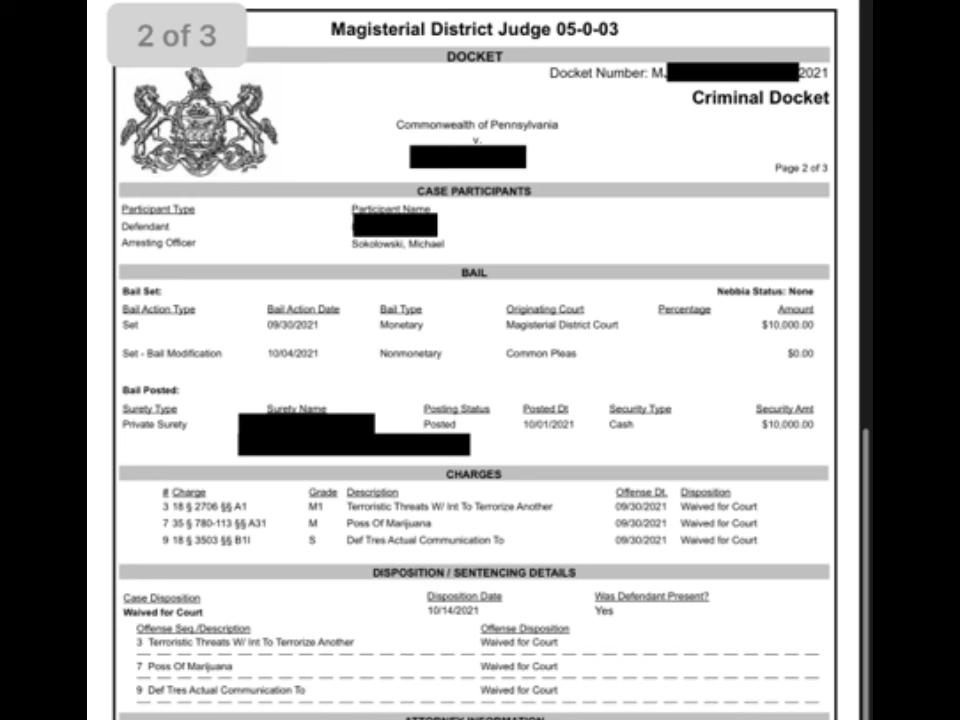 2 of 3
Magisterial District Judge 05-0-03
DOCKET
Docket Number: MJ 2021
Criminal Docket
Commonwealth of Pennsylvania
v.
Page 2 of 3
CASE PARTICIPANTS
Participant Type Participant Name
Defendant
Arresting Officer Sokolowski, Michael
BAIL
Bail Set: Nebbia Status: None
Bail Action Type Bail Action Date Bail Type Originating Court Percentage Amount
Set 09/30/2021 Monetary Magisterial District Court $10,000.00
Set - Bail Modification 10/04/2021 Nonmonetary Common Pleas $0.00
Bail Posted:
Surety Type Surety Name Posting Status Posted Dt Security Type Security Amt
Private Surety Posted 10/01/2021 Cash $10,000.00
CHARGES
# Charge Grade Description Offense Dt. Disposition
3 18 § 2706 §§ A1 M1 Terroristic Threats W/ Int To Terrorize Another 09/30/2021 Waived for Court
7 35 § 780-113 §§ A31 M Poss Of Marijuana 09/30/2021 Waived for Court
9 18 § 3503 §§ B1I S Def Tres Actual Communication To 09/30/2021 Waived for Court
DISPOSITION / SENTENCING DETAILS
Case Disposition Disposition Date Was Defendant Present?
Waived for Court 10/14/2021 Yes
Offense Seq./Description Offense Disposition
3 Terroristic Threats W/ Int To Terrorize Another Waived for Court
7 Poss Of Marijuana Waived for Court
9 Def Tres Actual Communication To Waived for Court
ATTORNEY INFORMATION